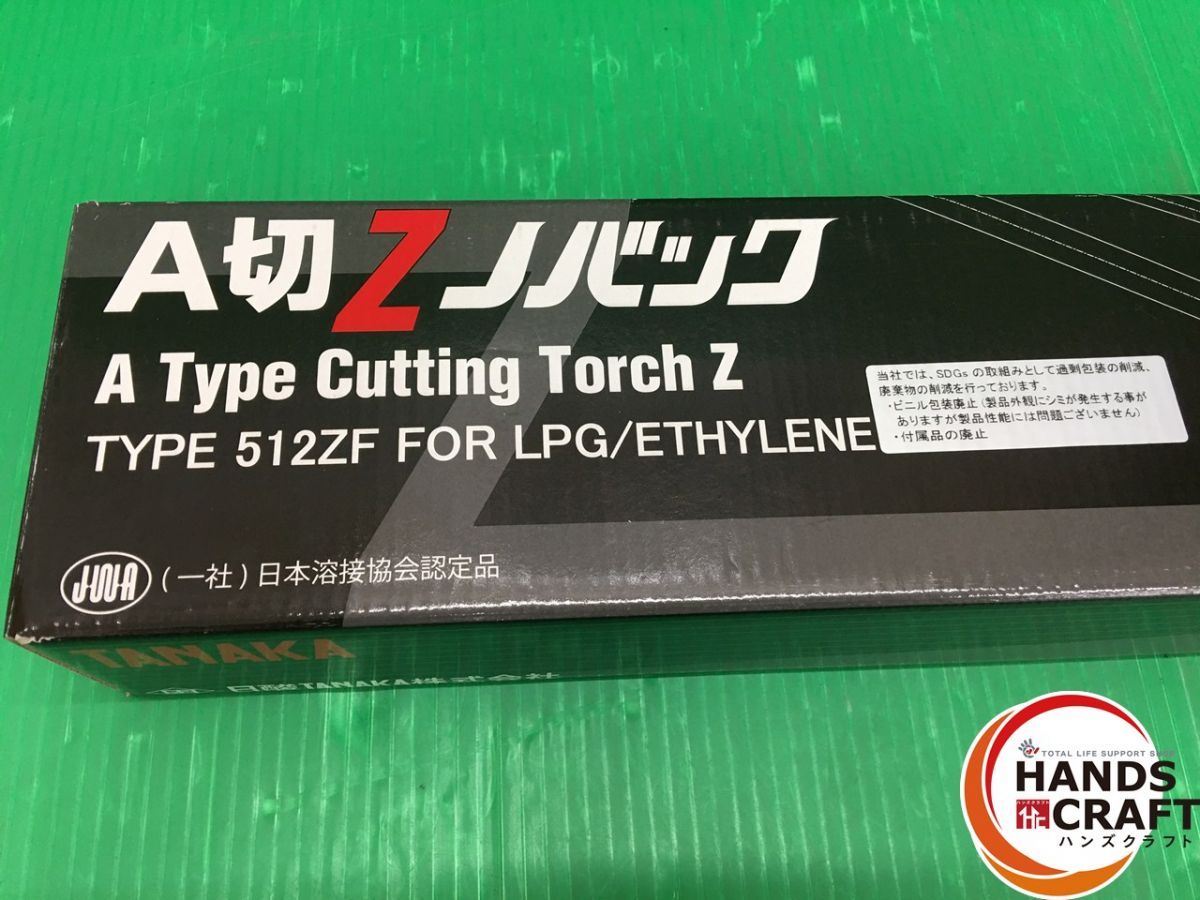 A切Zノバック
A Type Cutting Torch Z
TYPE 512ZF FOR LPG/ETHYLENE
当社では、SDGsの取組みとして過剰包装の削減、
廃棄物の削減を行っております。
・ビニル包装廃止(製品外観にシミが発生する事が
ありますが製品性能には問題ございません)
・付属品の廃止
JWA (一社)日本溶接協会認定品
TANAKA
日酸TANAKA株式会社
TOTAL LIFE SUPPORT SHOP
HANDS
ハンズクラフト
CRAFT
ハンズクラフト